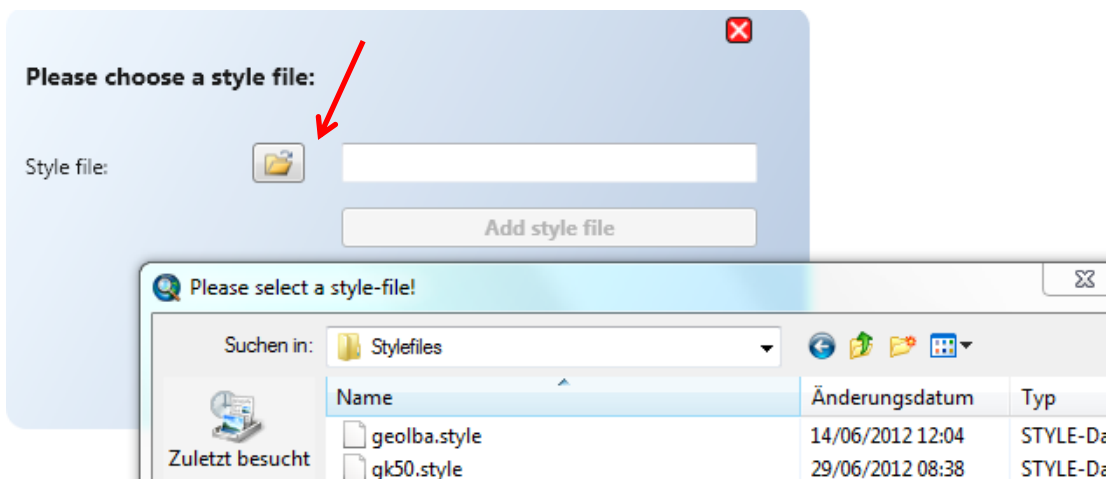 Please choose a style file:
Style file:
Add style file
Please select a style-file!
Suchen in: Stylefiles
Name Änderungsdatum Typ
geolba.style 14/06/2012 12:04 STYLE-Da
Zuletzt besucht
gk50.style 29/06/2012 08:38 STYLE-Da